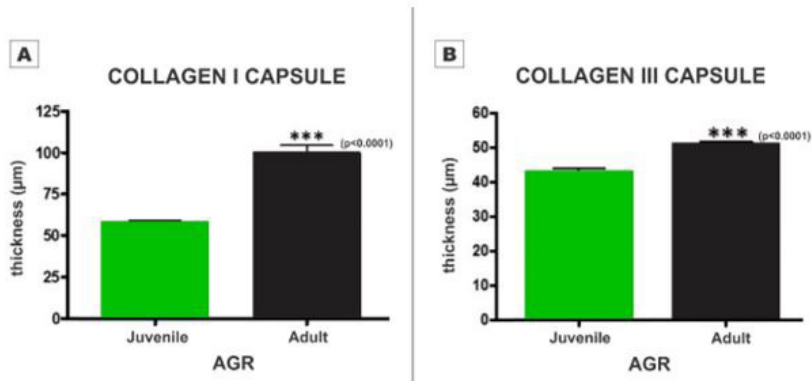 A
COLLAGEN I CAPSULE
thickness (µm)
125
100
75
50
25
0
*** (p<0.0001)
Juvenile
Adult
AGR
B
COLLAGEN III CAPSULE
thickness (µm)
60
50
40
30
20
10
0
*** (p<0.0001)
Juvenile
Adult
AGR